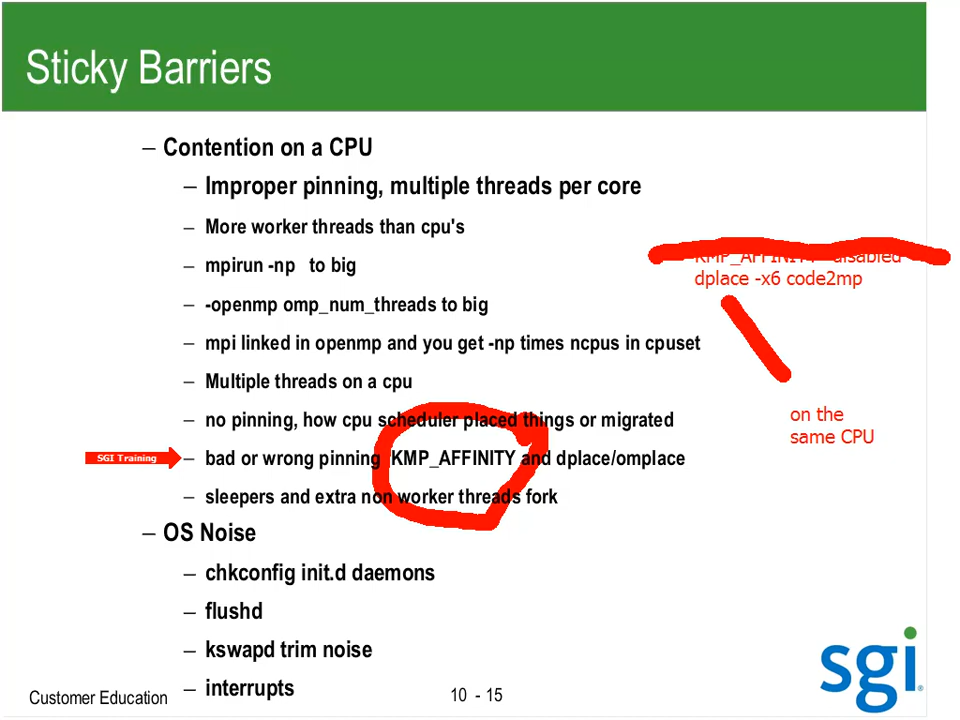 Sticky Barriers
– Contention on a CPU
– Improper pinning, multiple threads per core
– More worker threads than cpu's
– mpirun -np to big
– -openmp omp_num_threads to big
– mpi linked in openmp and you get -np times ncpus in cpuset
– Multiple threads on a cpu
– no pinning, how cpu scheduler placed things or migrated
SGI Training
– bad or wrong pinning KMP_AFFINITY and dplace/omplace
– sleepers and extra non worker threads fork
KMP_AFFINITY disabled
dplace -x6 code2mp
on the
same CPU
– OS Noise
– chkconfig init.d daemons
– flushd
– kswapd trim noise
– interrupts
Customer Education
10 - 15
sgi